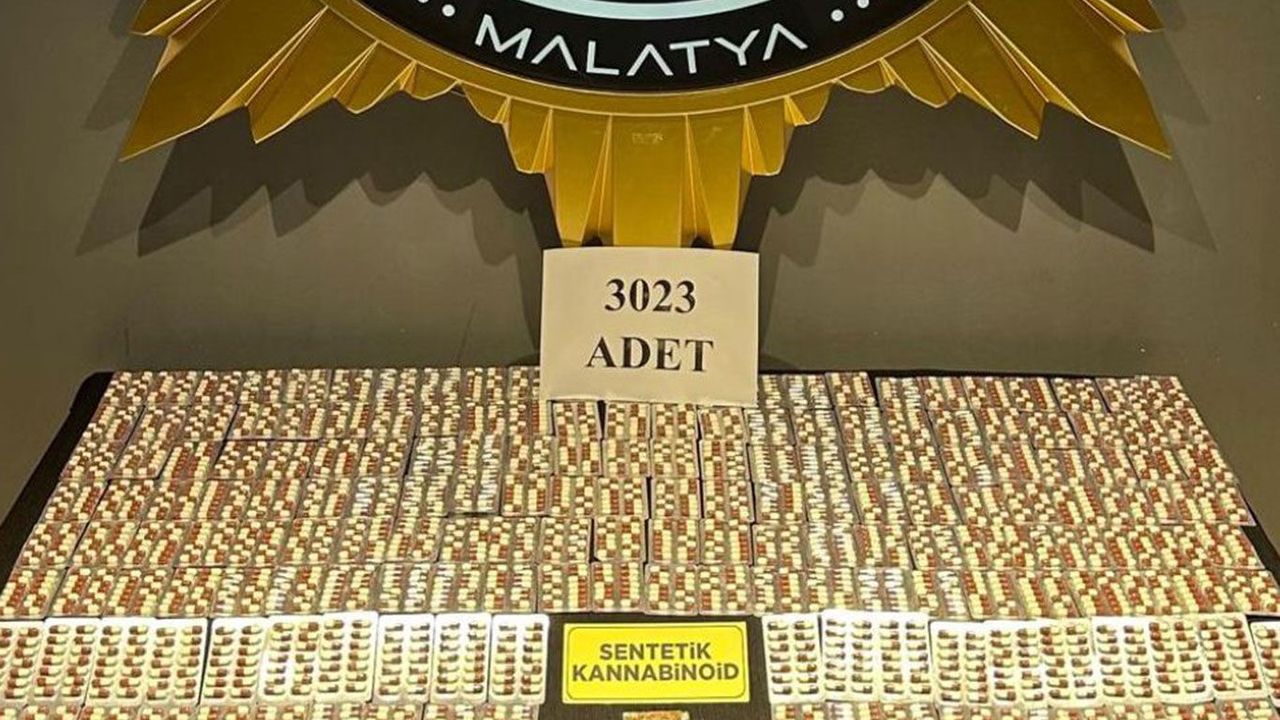 MALATYA
3023
ADET
SENTETİK
KANNABİNOİD